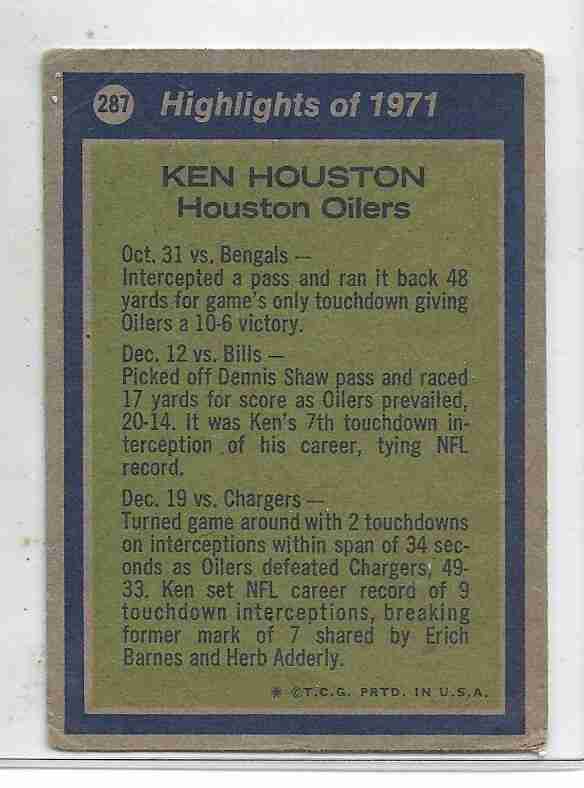 287 Highlights of 1971
KEN HOUSTON
Houston Oilers
Oct. 31 vs. Bengals —
Intercepted a pass and ran it back 48
yards for game's only touchdown giving
Oilers a 10-6 victory.
Dec. 12 vs. Bills —
Picked off Dennis Shaw pass and raced
17 yards for score as Oilers prevailed,
20-14. It was Ken's 7th touchdown in-
terception of his career, tying NFL
record.
Dec. 19 vs. Chargers —
Turned game around with 2 touchdowns
on interceptions within span of 34 sec-
onds as Oilers defeated Chargers, 49-
33. Ken set NFL career record of 9
touchdown interceptions, breaking
former mark of 7 shared by Erich
Barnes and Herb Adderly.
* ©T.C.G. PRTD. IN U.S.A.